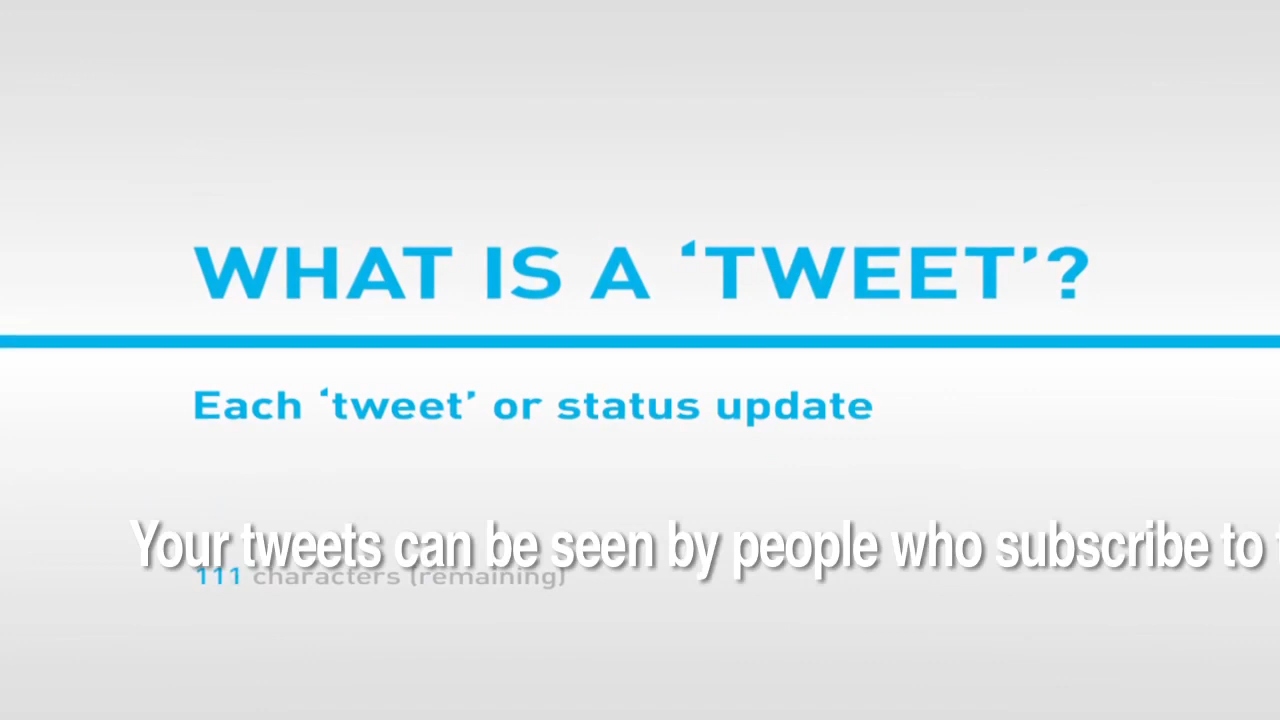 WHAT IS A ‘TWEET’?
Each ‘tweet’ or status update
Your tweets can be seen by people who subscribe to
111 characters (remaining)